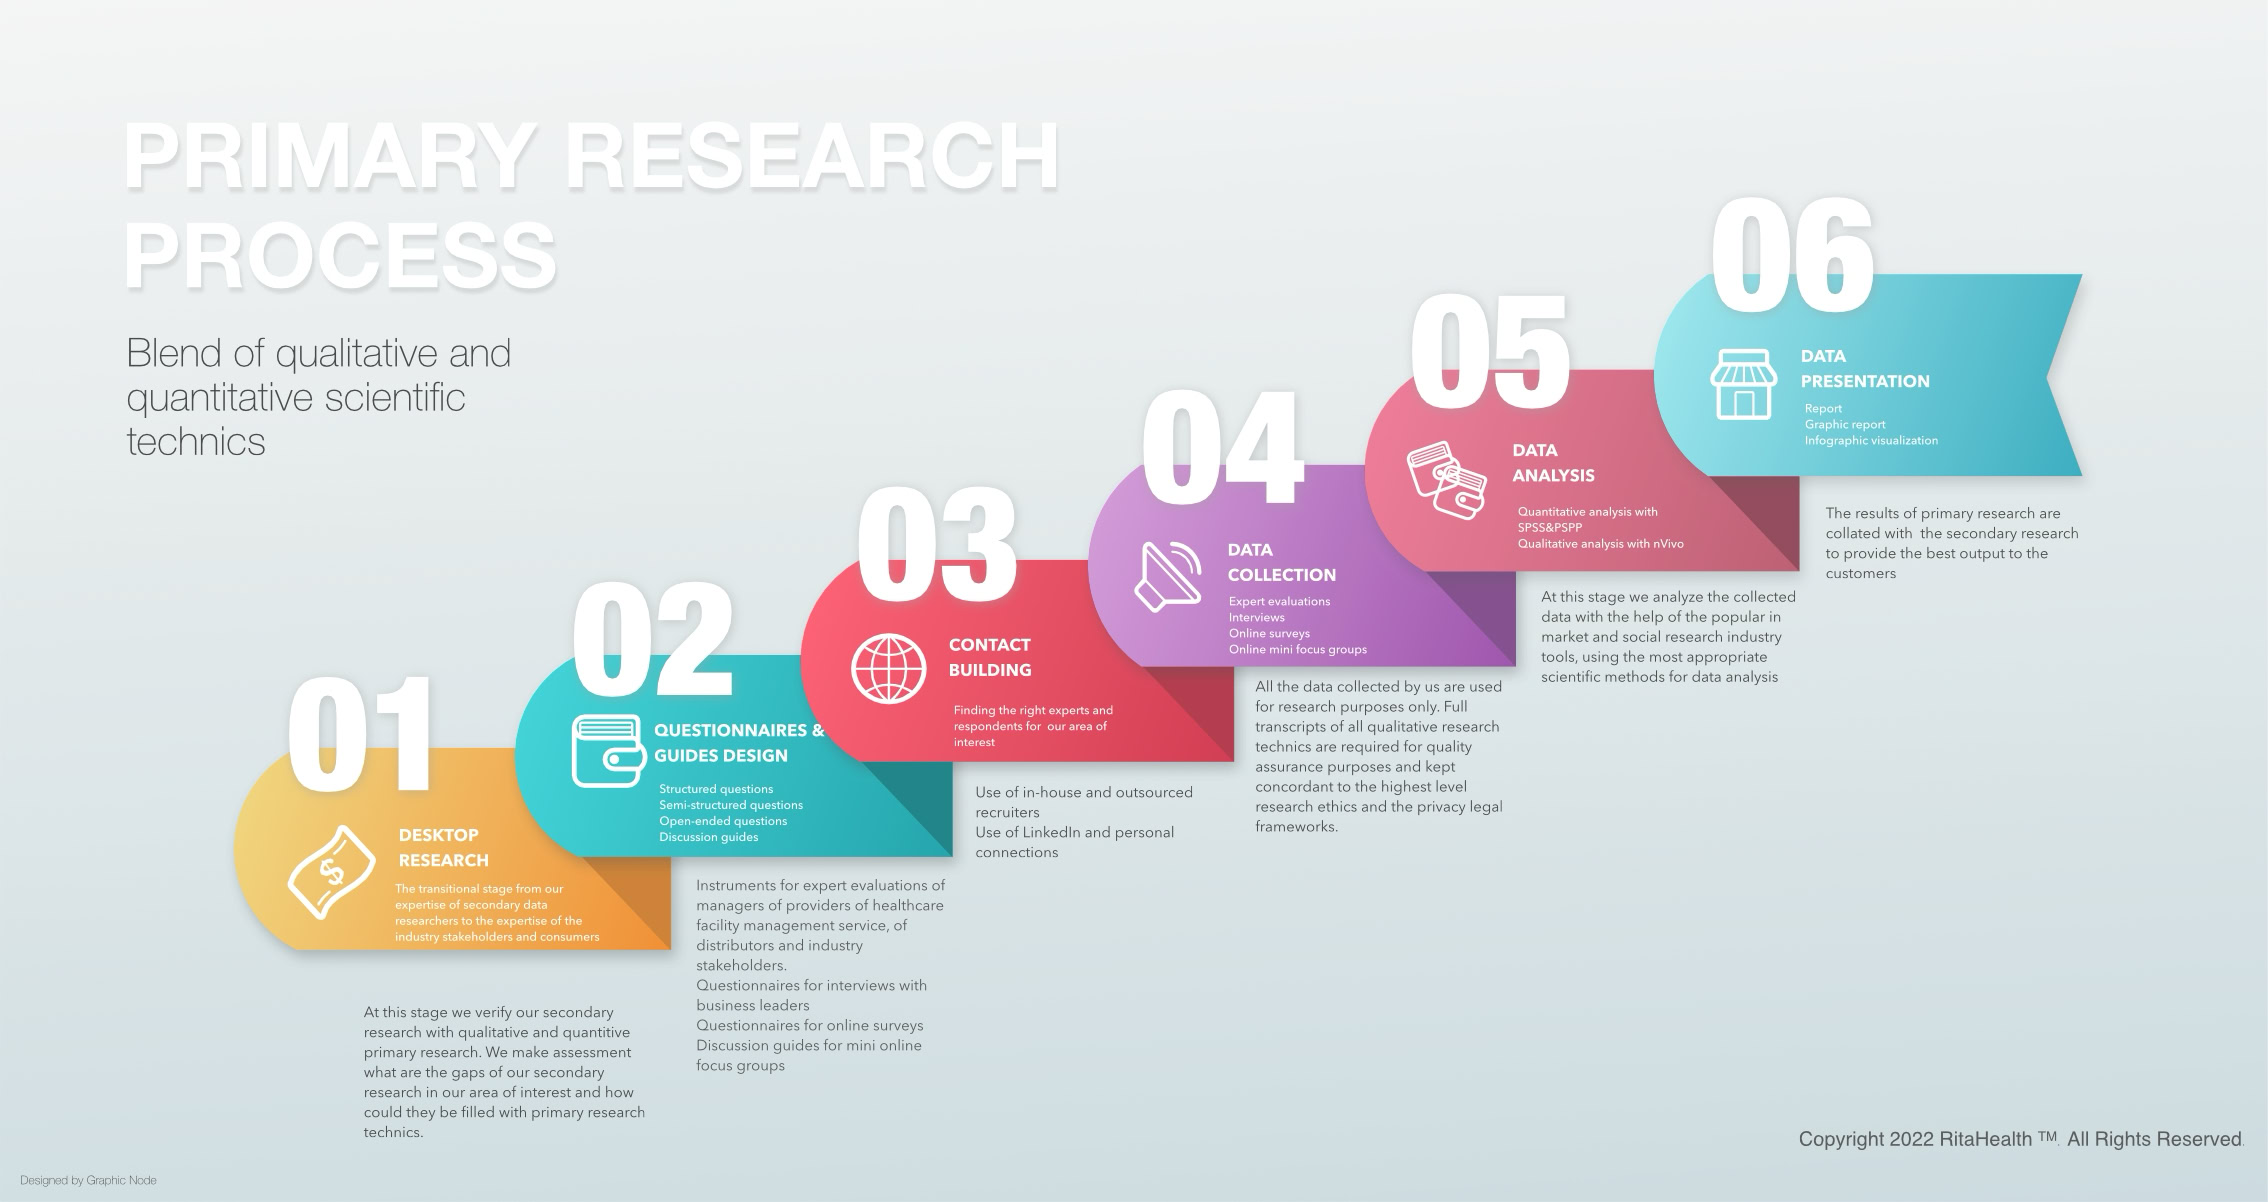 PRIMARY RESEARCH
PROCESS
Blend of qualitative and
quantitative scientific
technics
01
DESKTOP
RESEARCH
The transitional stage from our
expertise of secondary data
researchers to the expertise of the
industry stakeholders and consumers
At this stage we verify our secondary
research with qualitative and quantitive
primary research. We make assessment
what are the gaps of our secondary
research in our area of interest and how
could they be filled with primary research
technics.
02
QUESTIONNAIRES &
GUIDES DESIGN
Structured questions
Semi-structured questions
Open-ended questions
Discussion guides
Instruments for expert evaluations of
managers of providers of healthcare
facility management service, of
distributors and industry
stakeholders.
Questionnaires for interviews with
business leaders
Questionnaires for online surveys
Discussion guides for mini online
focus groups
03
CONTACT
BUILDING
Finding the right experts and
respondents for  our area of
interest
Use of in-house and outsourced
recruiters
Use of LinkedIn and personal
connections
04
DATA
COLLECTION
Expert evaluations
Interviews
Online surveys
Online mini focus groups
All the data collected by us are used
for research purposes only. Full
transcripts of all qualitative research
technics are required for quality
assurance purposes and kept
concordant to the highest level
research ethics and the privacy legal
frameworks.
05
DATA
ANALYSIS
Quantitative analysis with
SPSS&PSPP
Qualitative analysis with nVivo
At this stage we analyze the collected
data with the help of the popular in
market and social research industry
tools, using the most appropriate
scientific methods for data analysis
06
DATA
PRESENTATION
Report
Graphic report
Infographic visualization
The results of primary research are
collated with  the secondary research
to provide the best output to the
customers
Copyright 2022 RitaHealth ™. All Rights Reserved.
Designed by Graphic Node
$